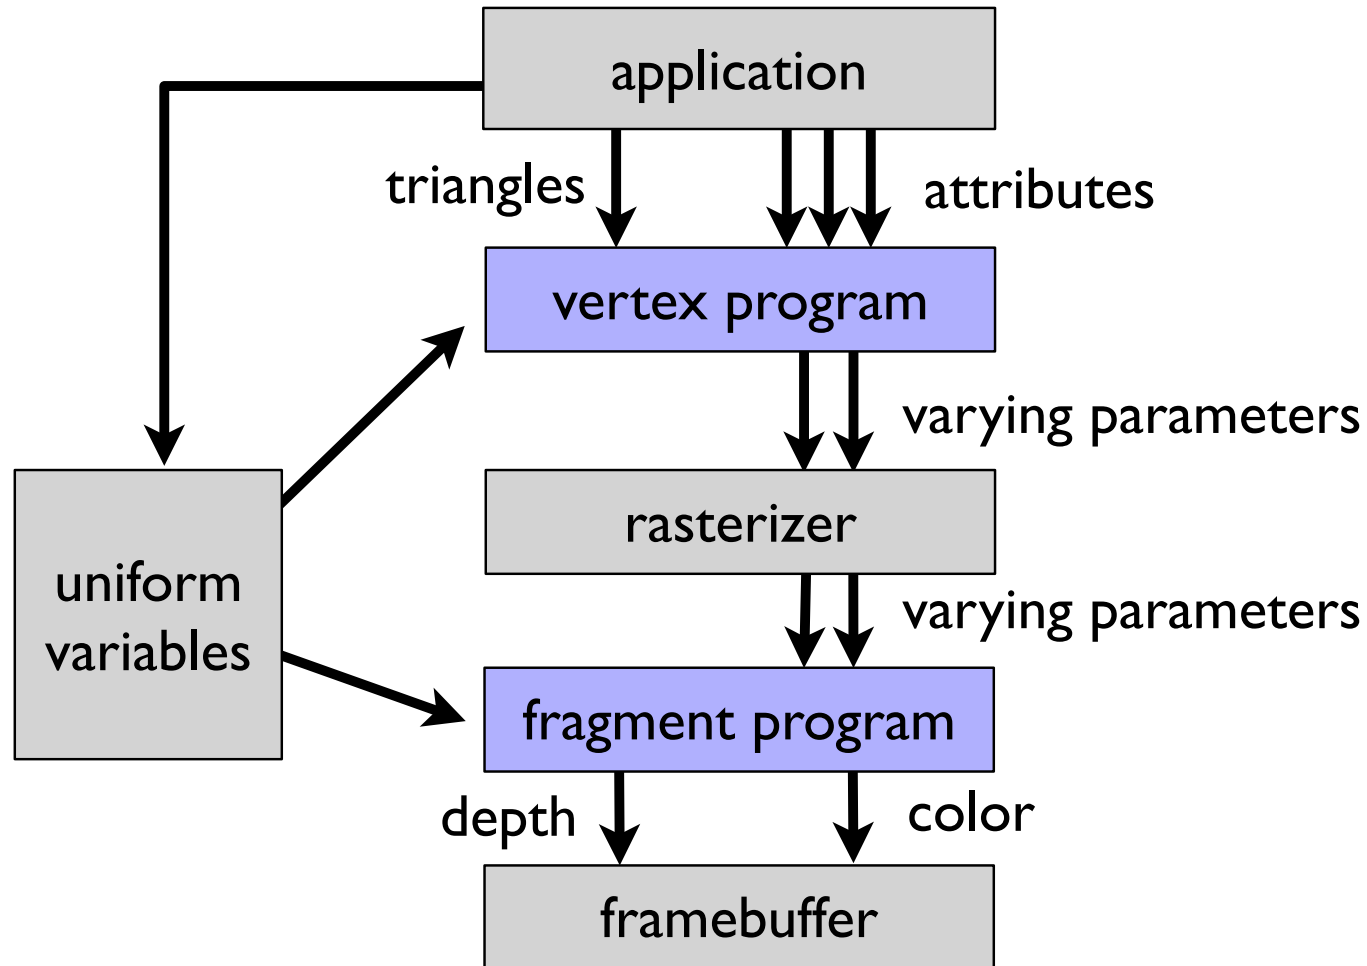 application
triangles
attributes
vertex program
varying parameters
rasterizer
uniform
variables
varying parameters
fragment program
depth
color
framebuffer